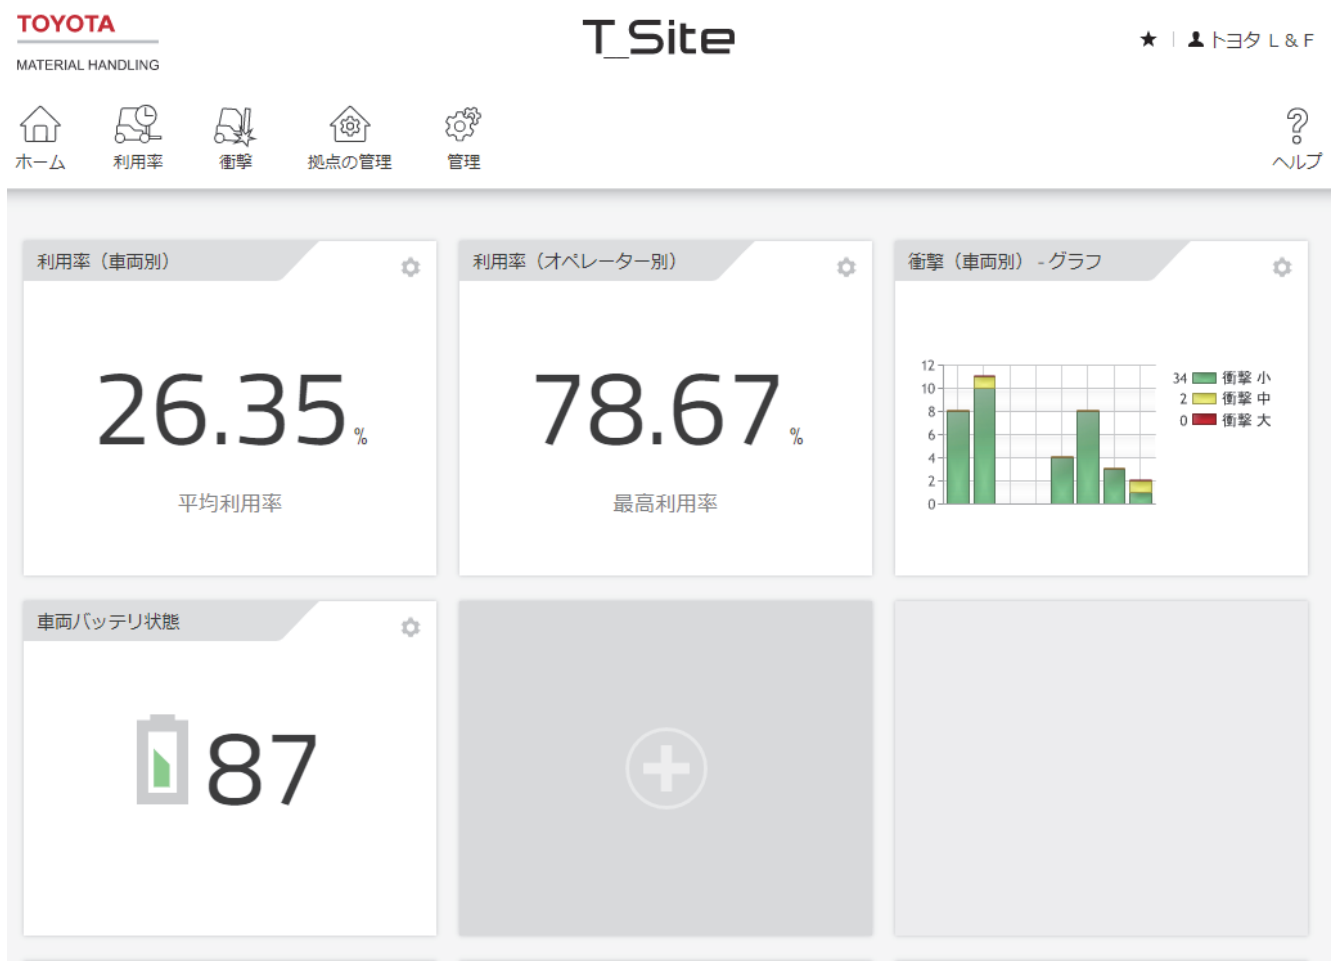 TOYOTA
MATERIAL HANDLING
T_Site
トヨタ L & F
ホーム
利用率
衝撃
拠点の管理
管理
ヘルプ
利用率（車両別）
26.35 %
平均利用率
利用率（オペレーター別）
78.67 %
最高利用率
衝撃（車両別） - グラフ
12
10
8
6
4
2
0
34 衝撃 小
2 衝撃 中
0 衝撃 大
車両バッテリ状態
87